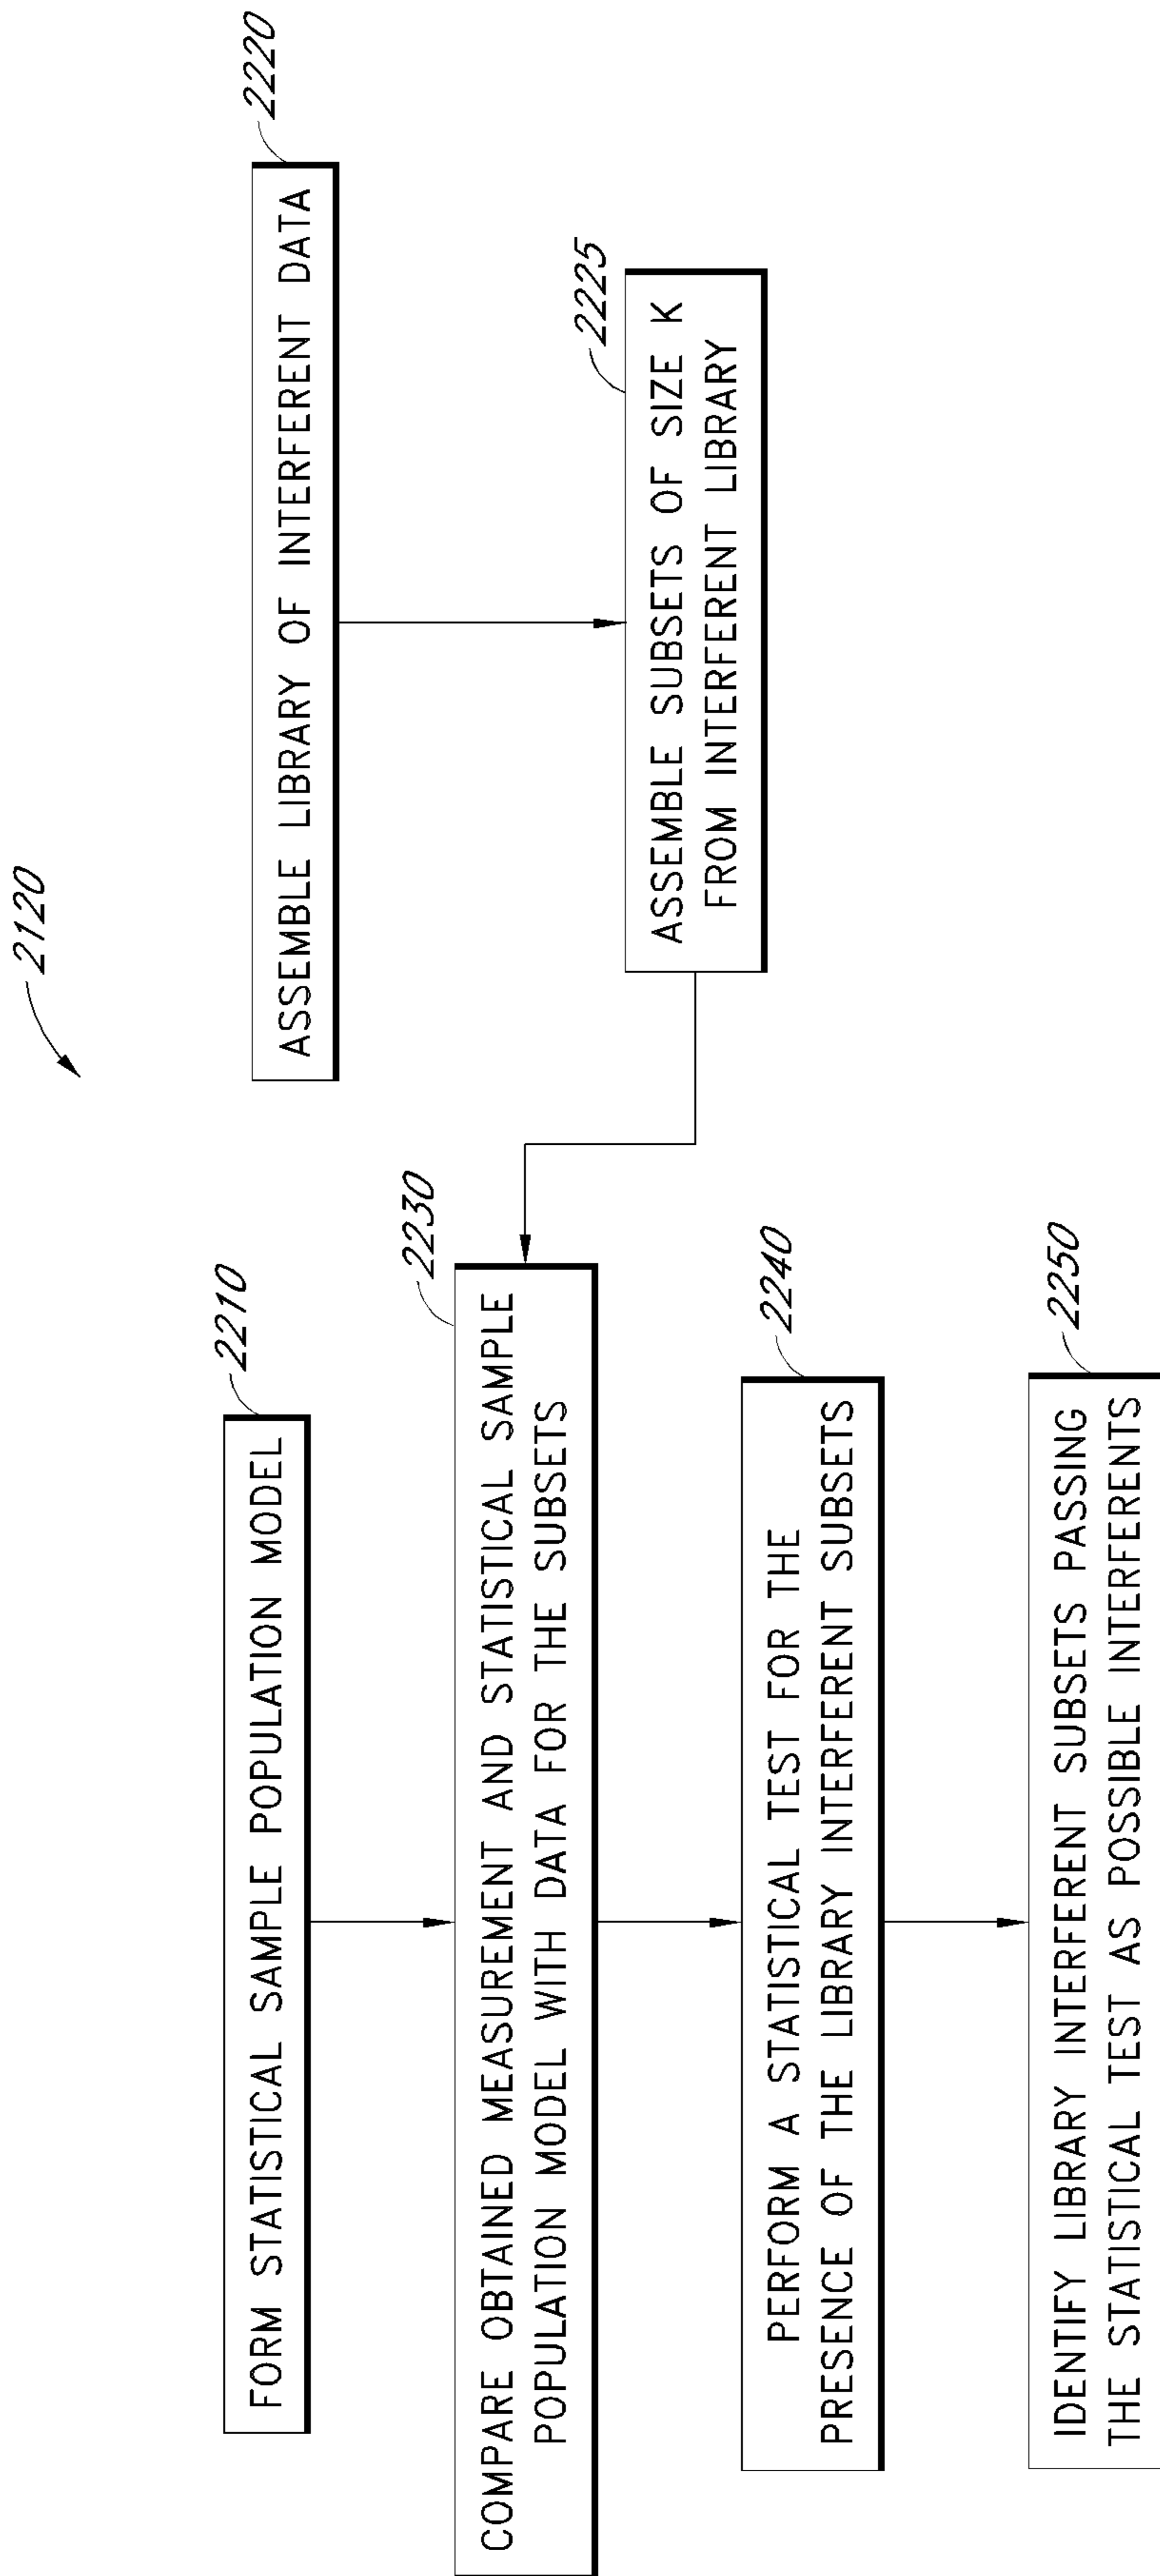 2120
2210
FORM STATISTICAL SAMPLE POPULATION MODEL
2220
ASSEMBLE LIBRARY OF INTERFERENT DATA
2225
ASSEMBLE SUBSETS OF SIZE K
FROM INTERFERENT LIBRARY
2230
COMPARE OBTAINED MEASUREMENT AND STATISTICAL SAMPLE
POPULATION MODEL WITH DATA FOR THE SUBSETS
2240
PERFORM A STATISTICAL TEST FOR THE
PRESENCE OF THE LIBRARY INTERFERENT SUBSETS
2250
IDENTIFY LIBRARY INTERFERENT SUBSETS PASSING
THE STATISTICAL TEST AS POSSIBLE INTERFERENTS